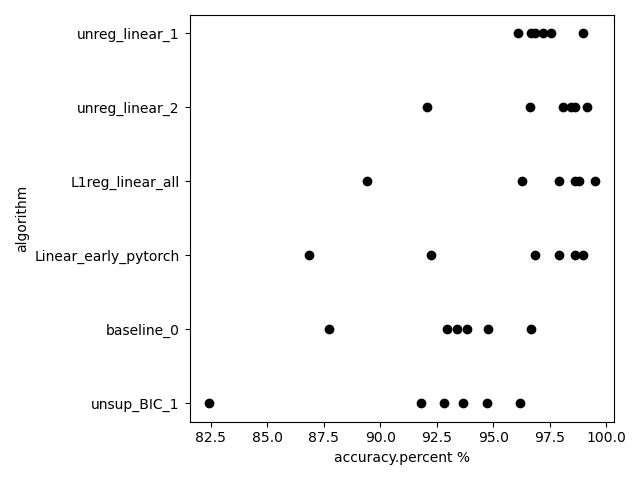 unreg_linear_1
unreg_linear_2
L1reg_linear_all
Linear_early_pytorch
baseline_0
unsup_BIC_1
algorithm
82.5 85.0 87.5 90.0 92.5 95.0 97.5 100.0
accuracy.percent %